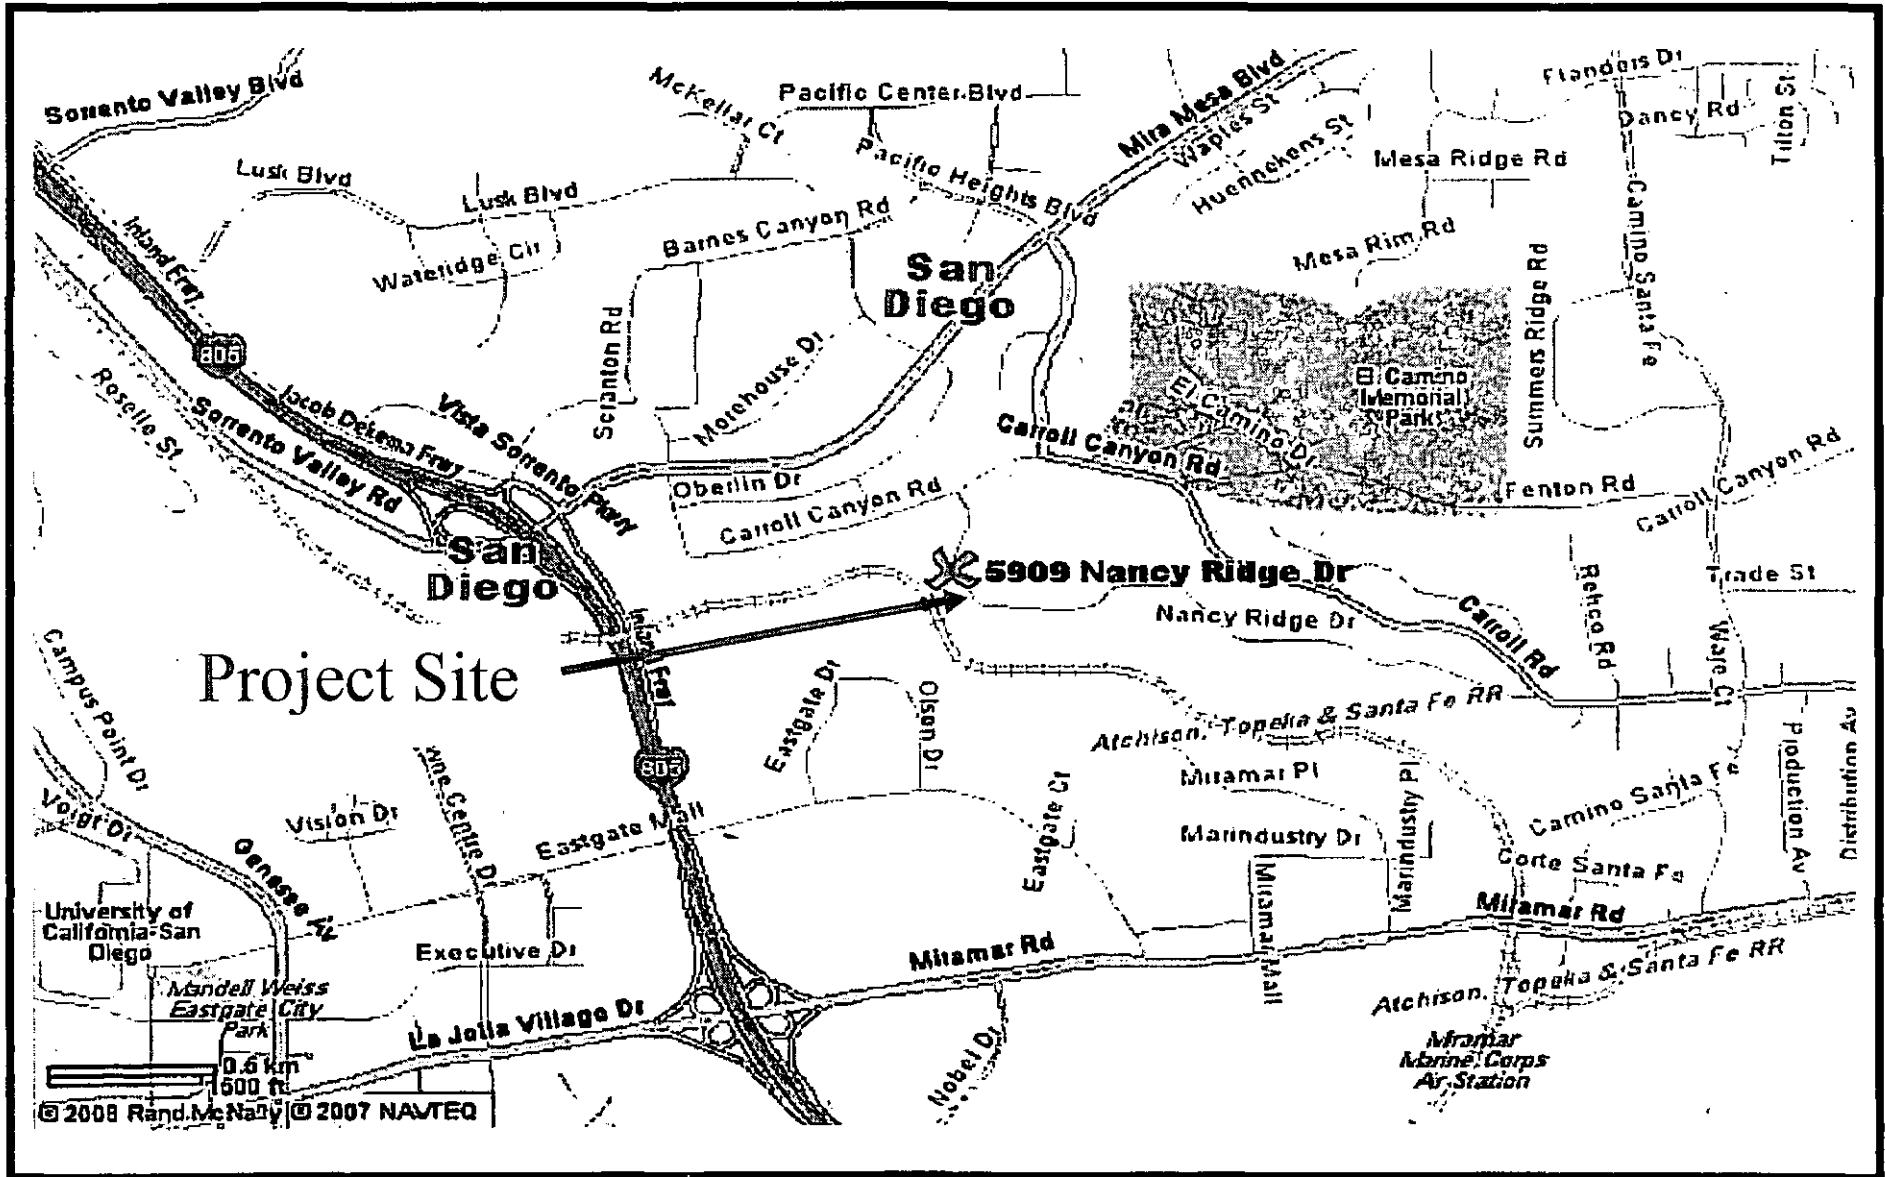 Sorrento Valley Blvd
McKellar Ct
Pacific Center Blvd
Mira Mesa Blvd
Waples St
Huennekens St
Flanders Dr
Dancy Rd
Tilton St
Mesa Ridge Rd
Lusk Blvd
Lusk Blvd
Pacific Heights Blvd
Barnes Canyon Rd
Wateridge Cir
Inland Frwy
Mesa Rim Rd
Camino Santa Fe
Summers Ridge Rd
San
Diego
805
Scranton Rd
Morehouse Dr
Roselle St
Jacob Dekema Frwy
Vista Sorrento Pkwy
Sorrento Valley Rd
El Camino
Memorial
Park
El Camino Dr
Carroll Canyon Rd
Oberlin Dr
Carroll Canyon Rd
Fenton Rd
Carroll Canyon Rd
San
Diego
5909 Nancy Ridge Dr
Nancy Ridge Dr
Carroll Rd
Rehco Rd
Trade St
Inland Frwy
Project Site
Campus Point Dr
Eastgate Dr
Olson Dr
Atchison, Topeka & Santa Fe RR
805
Miramar Pl
Marindustry Pl
Camino Santa Fe
Production Av
Distribution Av
Voigt Dr
Vision Dr
Eastgate Mall
Eastgate Ct
Marindustry Dr
Corte Santa Fe
Genesee Av
University of
California-San
Diego
Executive Dr
Miramar Rd
Miramar Mall
Miramar Rd
Atchison, Topeka & Santa Fe RR
Mandell Weiss
Eastgate City
Park
La Jolla Village Dr
Nobel Dr
Miramar
Marine Corps
Air Station
© 2008 Rand McNally © 2007 NAVTEQ